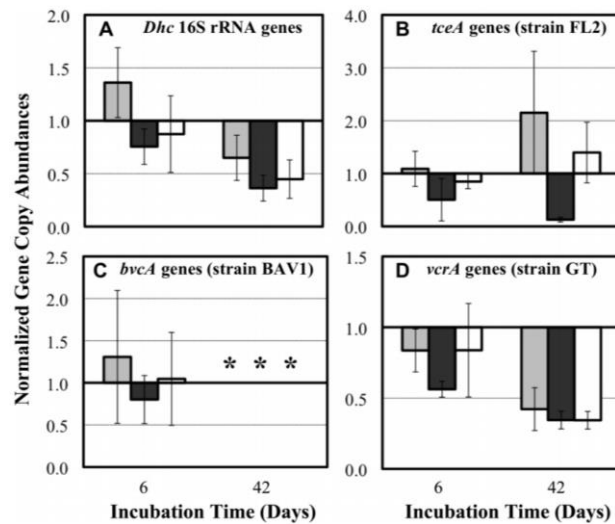 Normalized Gene Copy Abundances
A Dhc 16S rRNA genes
1.5
1.0
0.5
0.0
2.0
B tceA genes (strain FL2)
4.0
3.0
2.0
1.0
0.0
C bvcA genes (strain BAV1)
2.5
2.0
1.5
1.0
0.5
0.0
* * *
6 42
Incubation Time (Days)
D vcrA genes (strain GT)
1.5
1.0
0.5
0.0
6 42
Incubation Time (Days)